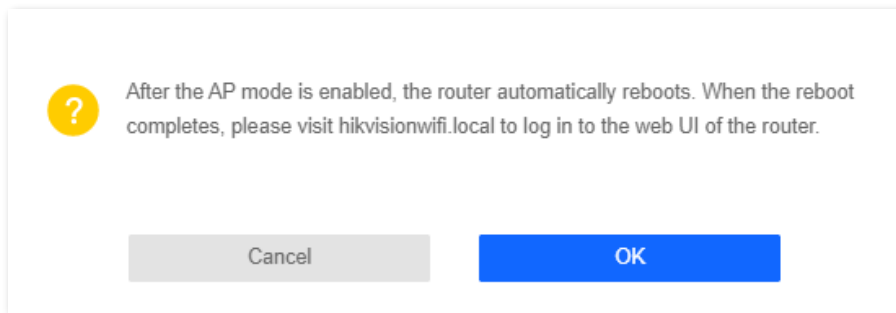 After the AP mode is enabled, the router automatically reboots. When the reboot
completes, please visit hikvisionwifi.local to log in to the web UI of the router.
Cancel
OK